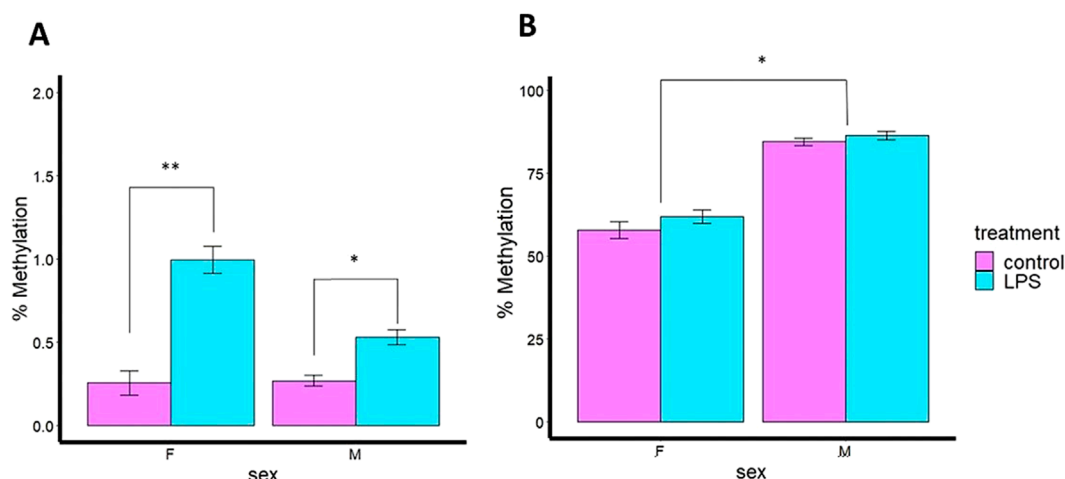 A
% Methylation
2.0
1.5
1.0
0.5
0.0
**
*
F
M
sex
B
% Methylation
100
75
50
25
0
*
F
M
sex
treatment
control
LPS